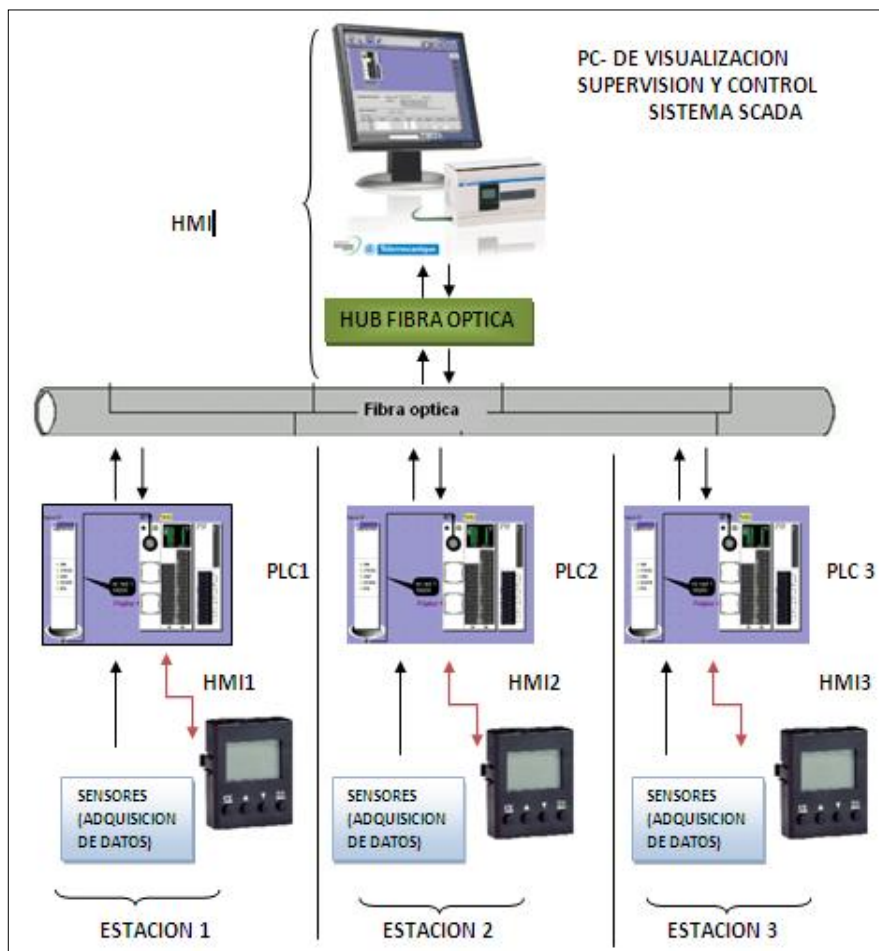 PC- DE VISUALIZACION
SUPERVISION Y CONTROL
SISTEMA SCADA
HMI
Telemecanique
HUB FIBRA OPTICA
Fibra optica
PLC1
PLC2
PLC 3
HMI1
HMI2
HMI3
SENSORES
(ADQUISICION
DE DATOS)
SENSORES
(ADQUISICION
DE DATOS)
SENSORES
(ADQUISICION
DE DATOS)
ESTACION 1
ESTACION 2
ESTACION 3